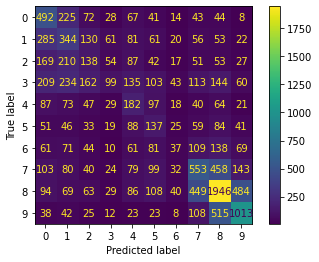 0 492 225 72 28 67 41 14 43 44 8
1 285 344 130 61 81 61 20 56 53 22
2 169 210 138 54 87 42 17 51 53 27
3 209 234 162 99 135 103 43 113 144 60
4 87 73 47 29 182 97 18 40 64 21
5 51 46 33 19 88 137 25 59 84 41
6 61 71 44 10 61 81 37 109 138 69
7 103 80 40 24 79 99 32 553 458 143
8 94 69 63 29 86 108 40 449 1946 484
9 38 42 25 12 23 23 8 108 515 1013
0 1 2 3 4 5 6 7 8 9
Predicted label
True label
1750
1500
1250
1000
750
500
250